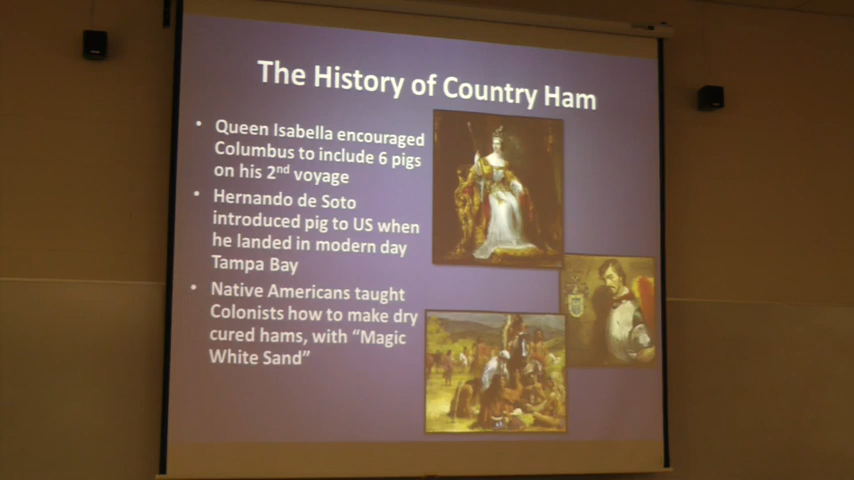 The History of Country Ham
• Queen Isabella encouraged
Columbus to include 6 pigs
on his 2nd voyage
• Hernando de Soto
introduced pig to US when
he landed in modern day
Tampa Bay
• Native Americans taught
Colonists how to make dry
cured hams, with “Magic
White Sand”